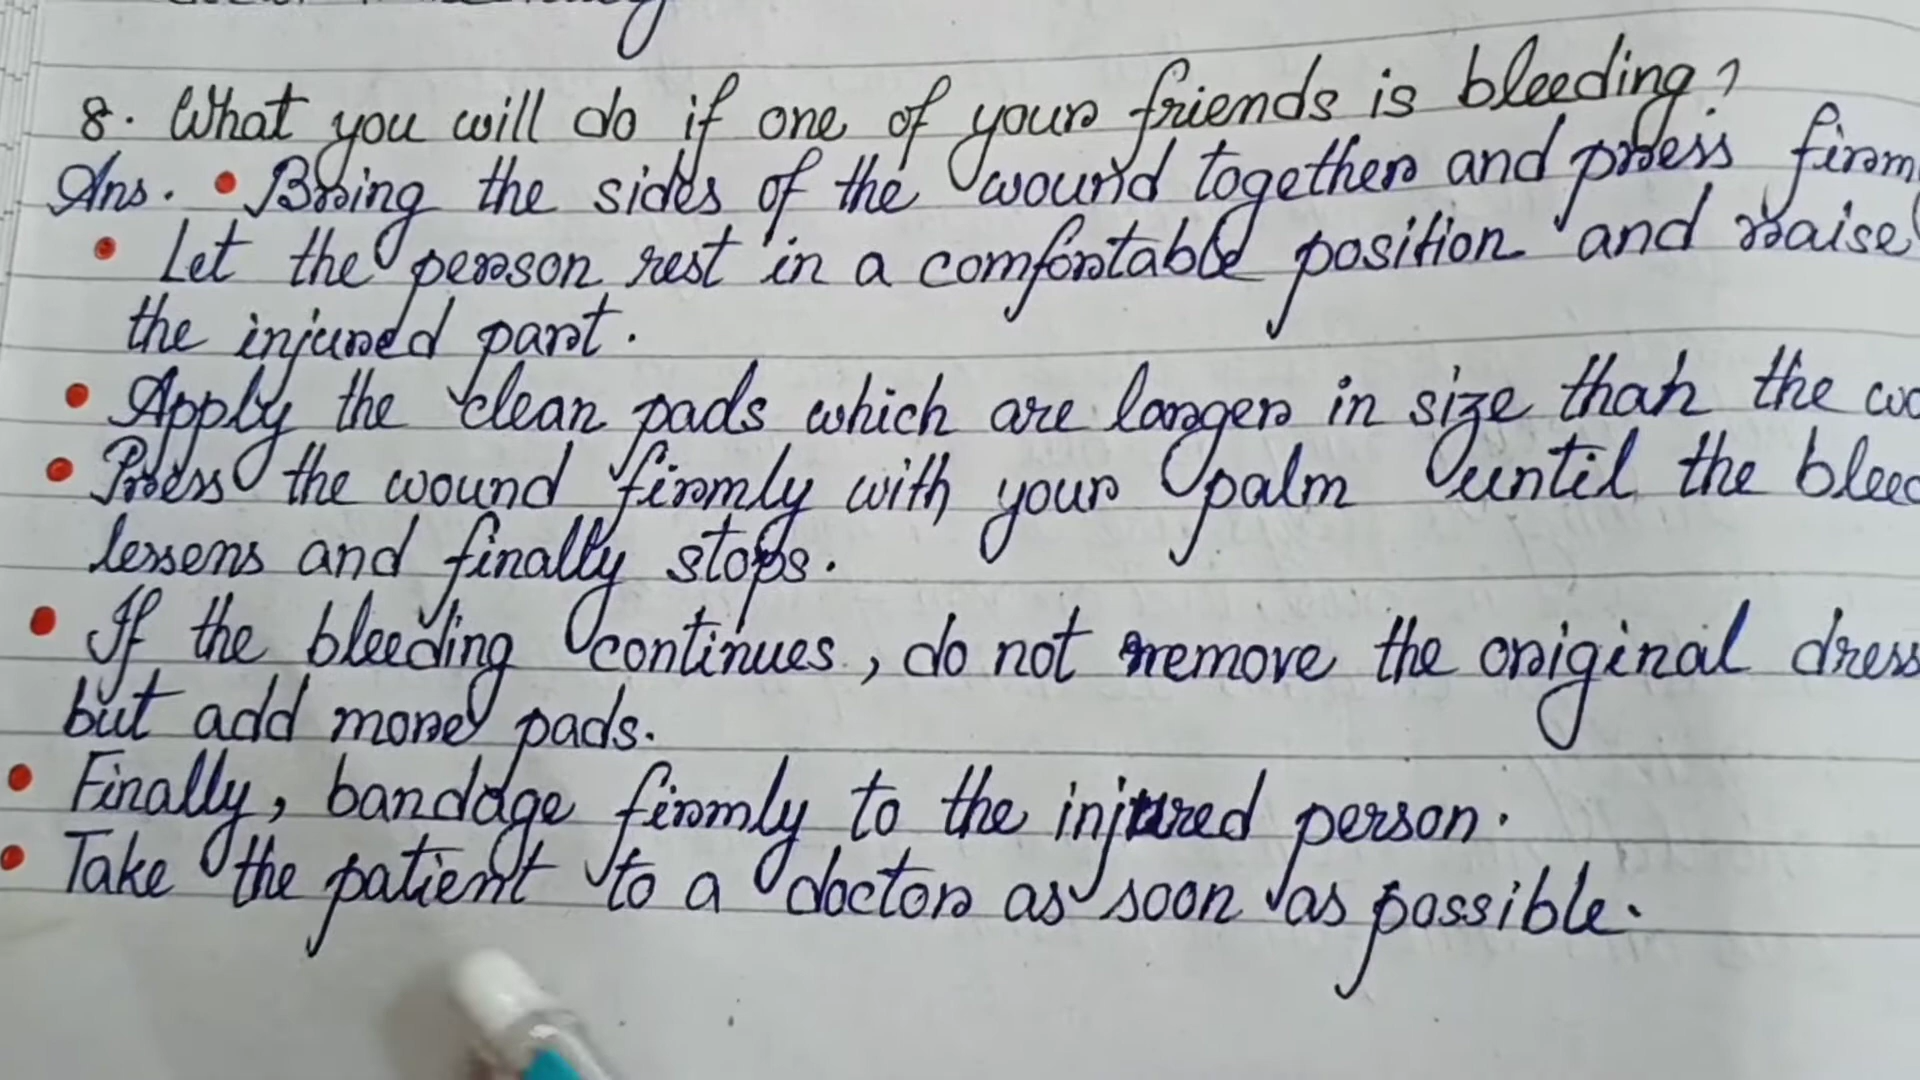 8. What you will do if one of your friends is bleeding?
Ans. • Bring the sides of the wound together and press firm
• Let the person rest in a comfortable position and raise
the injured part.
• Apply the clean pads which are larger in size than the
• Press the wound firmly with your palm until the bleed
lessens and finally stops.
• If the bleeding continues, do not remove the original dress
but add more pads.
• Finally, bandage firmly to the injured person.
• Take the patient to a doctor as soon as possible.